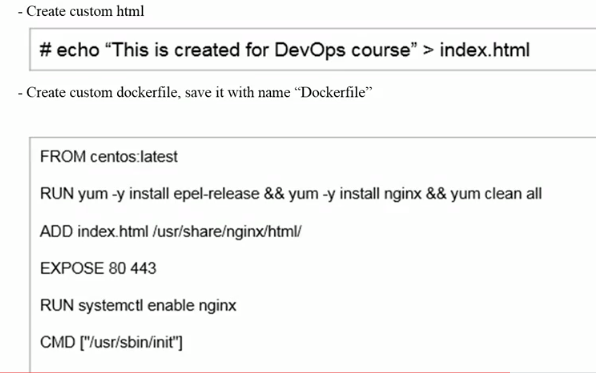 - Create custom html
# echo “This is created for DevOps course” > index.html
- Create custom dockerfile, save it with name “Dockerfile”
FROM centos:latest
RUN yum -y install epel-release && yum -y install nginx && yum clean all
ADD index.html /usr/share/nginx/html/
EXPOSE 80 443
RUN systemctl enable nginx
CMD ["/usr/sbin/init"]